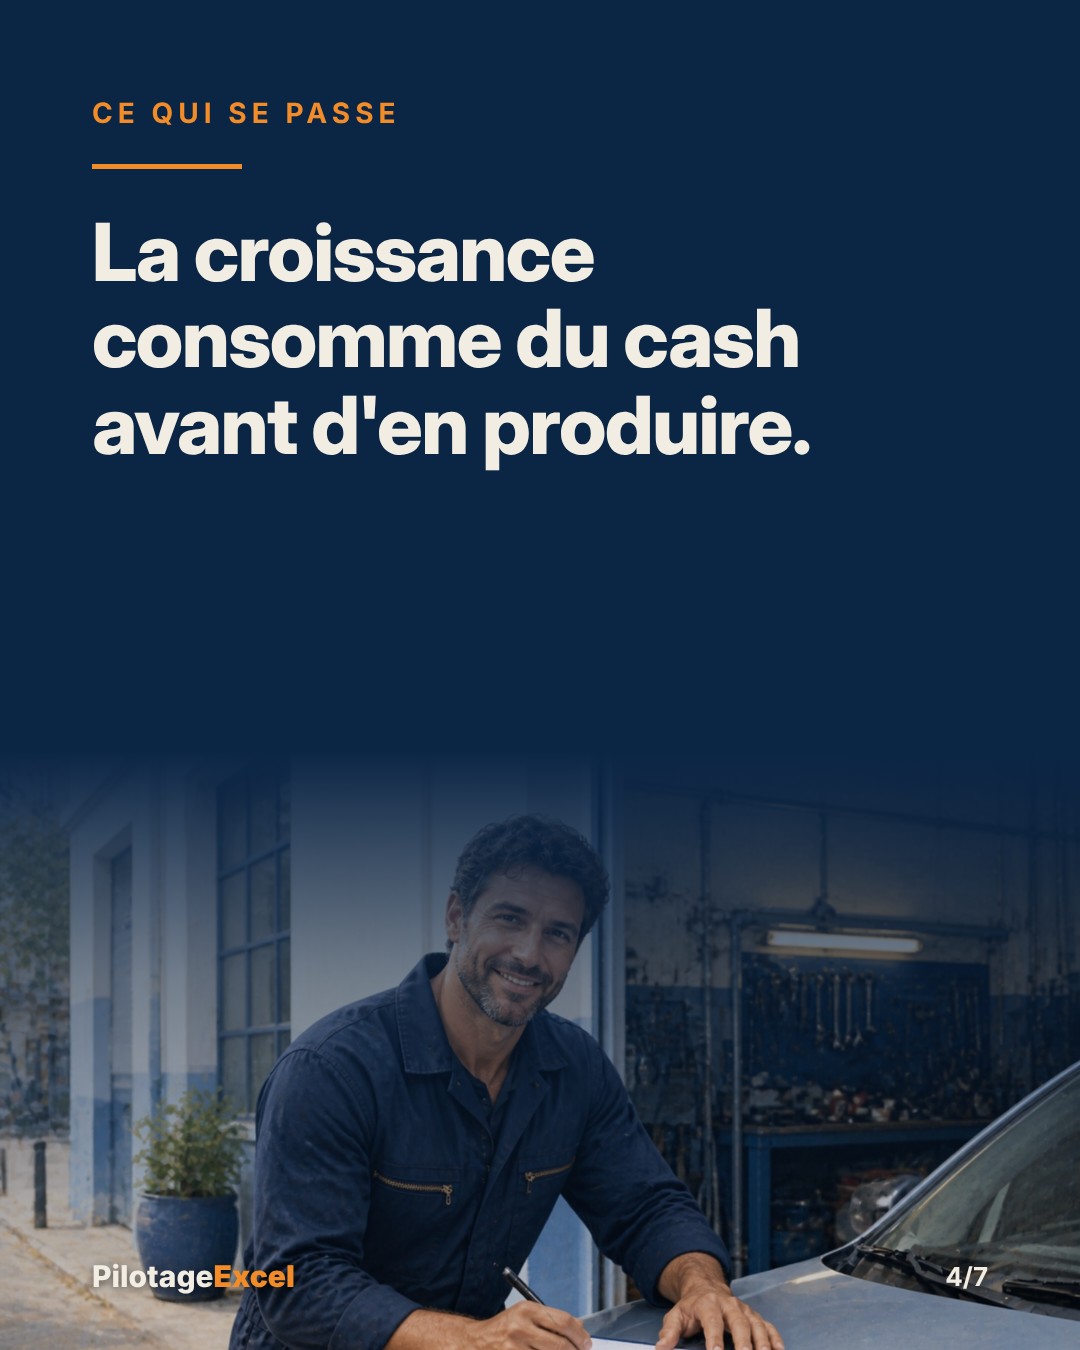 CE QUI SE PASSE
La croissance
consomme du cash
avant d'en produire.
PilotageExcel
4/7